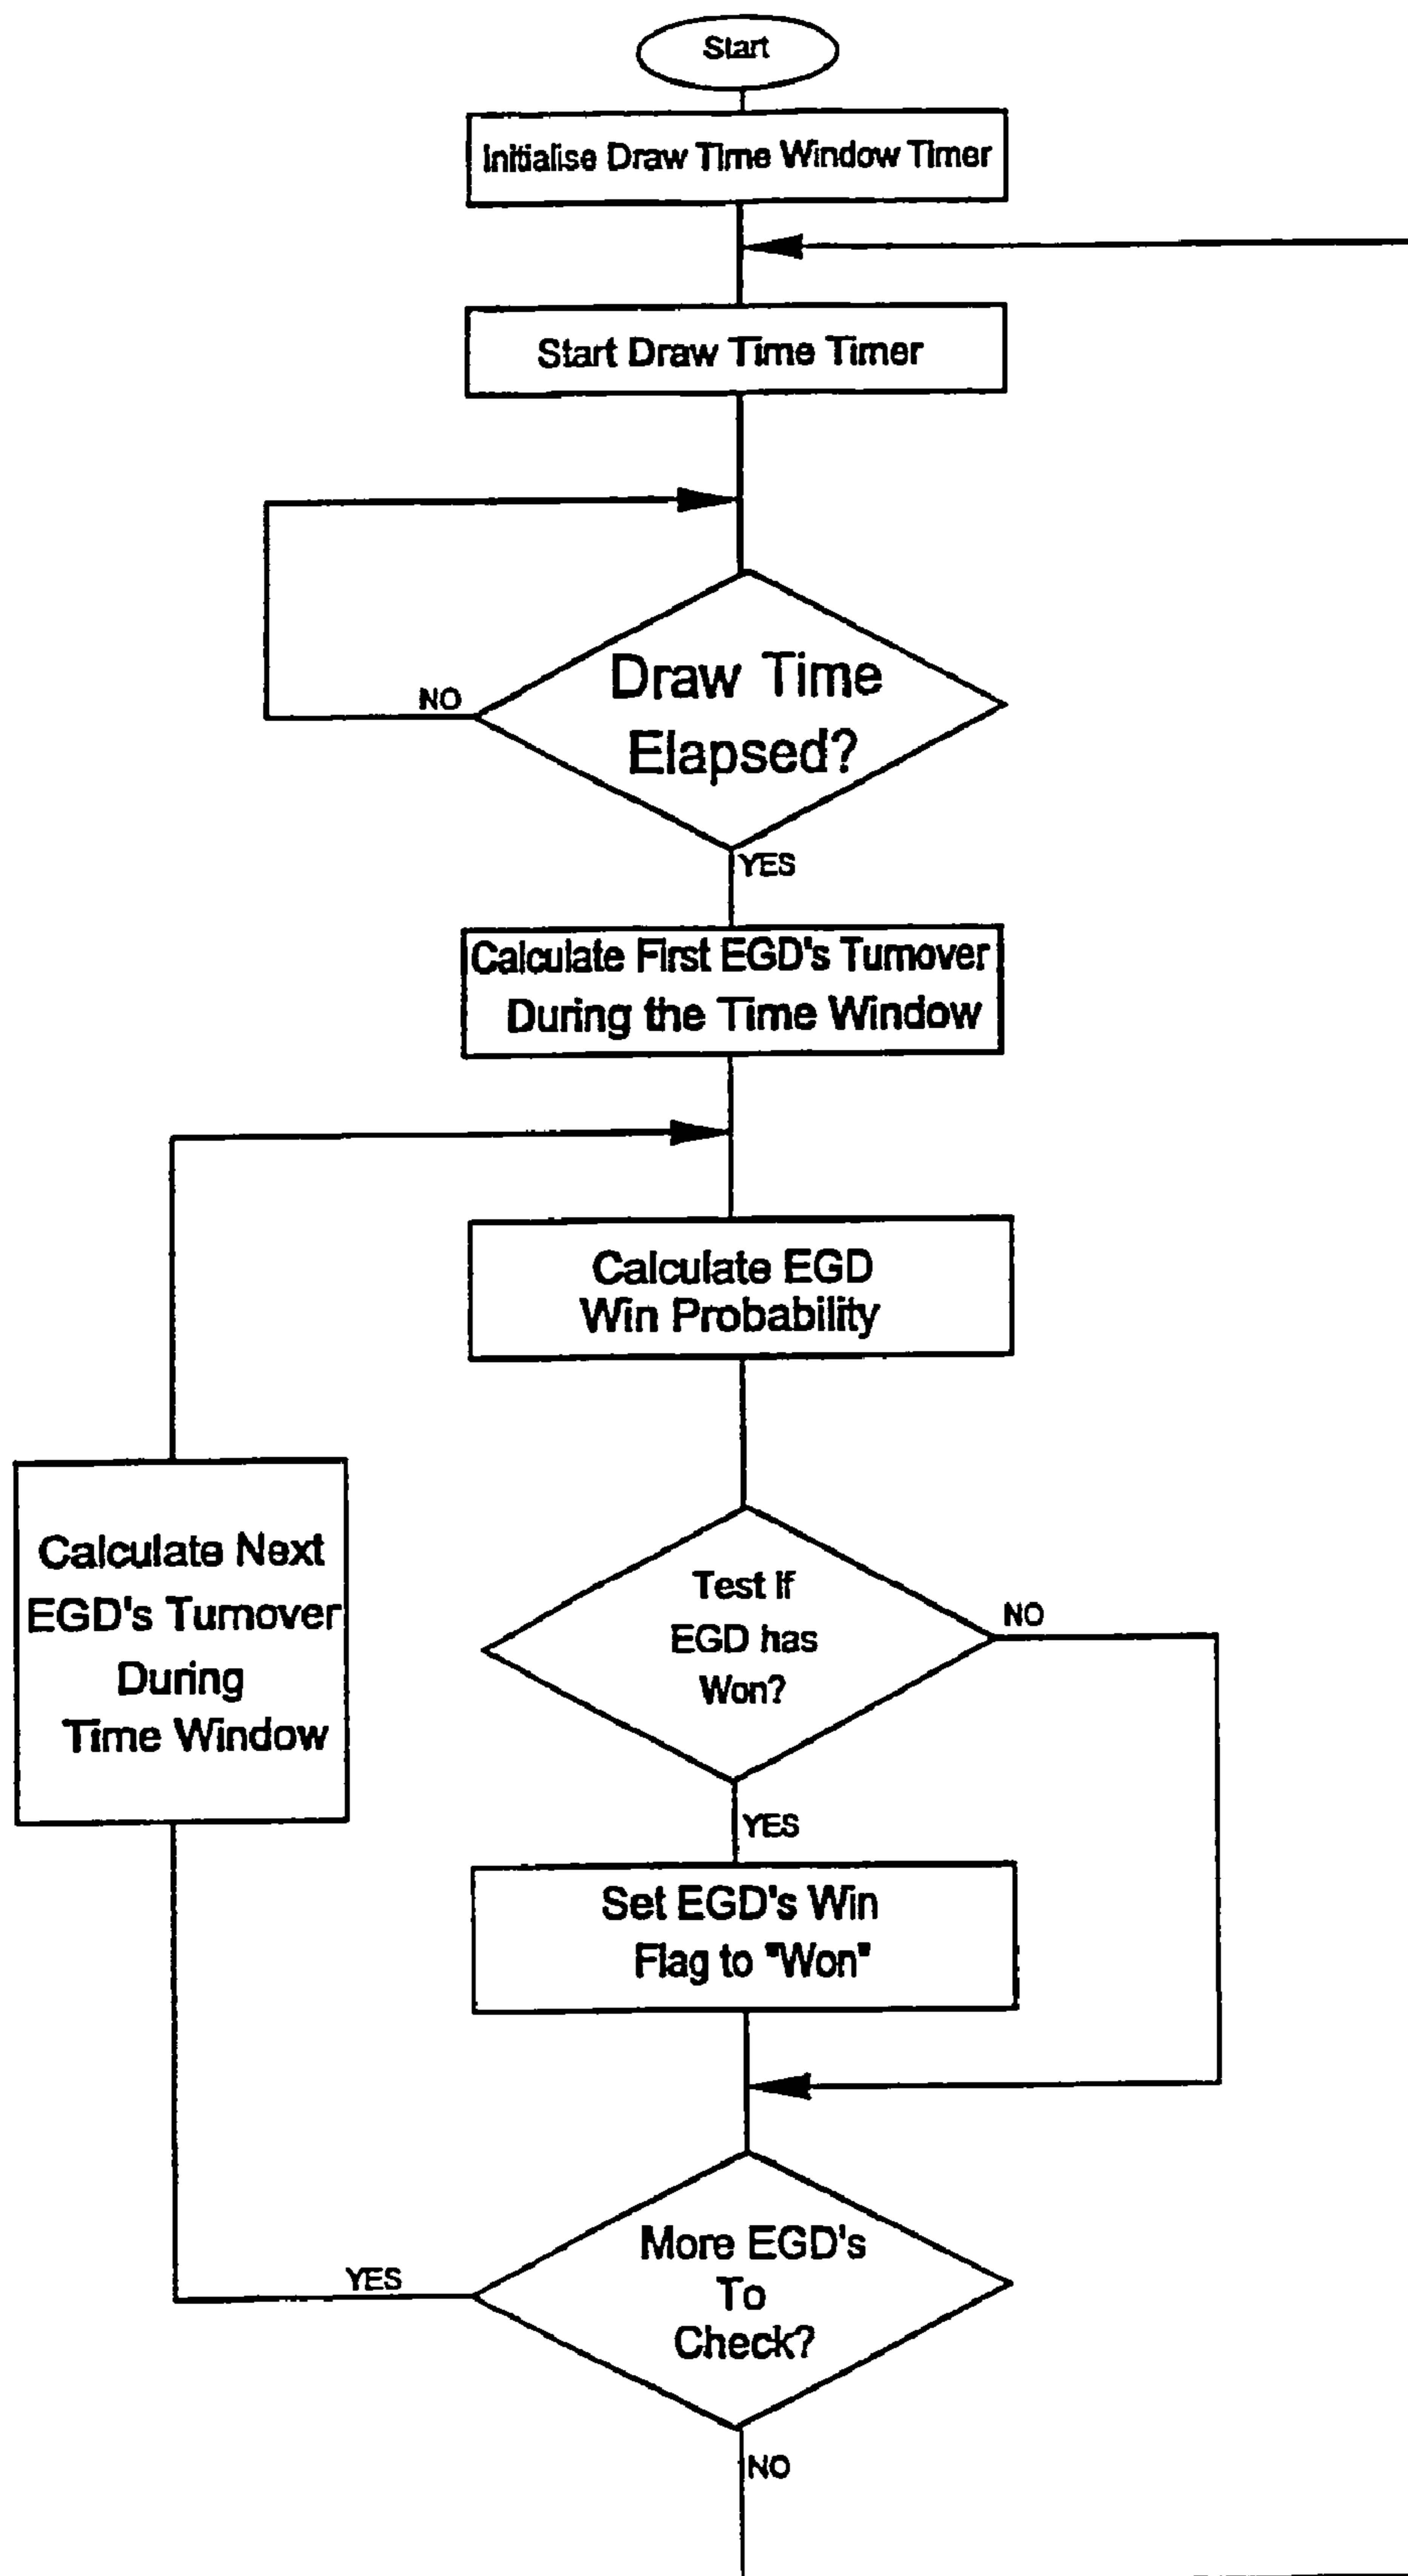 Start
Initialise Draw Time Window Timer
Start Draw Time Timer
Draw Time
Elapsed?
NO
YES
Calculate First EGD's Turnover
During the Time Window
Calculate EGD
Win Probability
Calculate Next
EGD's Turnover
During
Time Window
Test if
EGD has
Won?
NO
YES
Set EGD's Win
Flag to "Won"
More EGD's
To
Check?
YES
NO